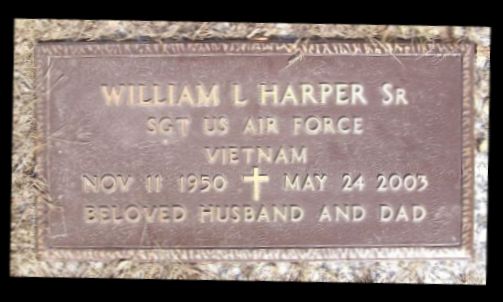 WILLIAM L HARPER SR
SGT US AIR FORCE
VIETNAM
NOV 11 1950 MAY 24 2003
BELOVED HUSBAND AND DAD